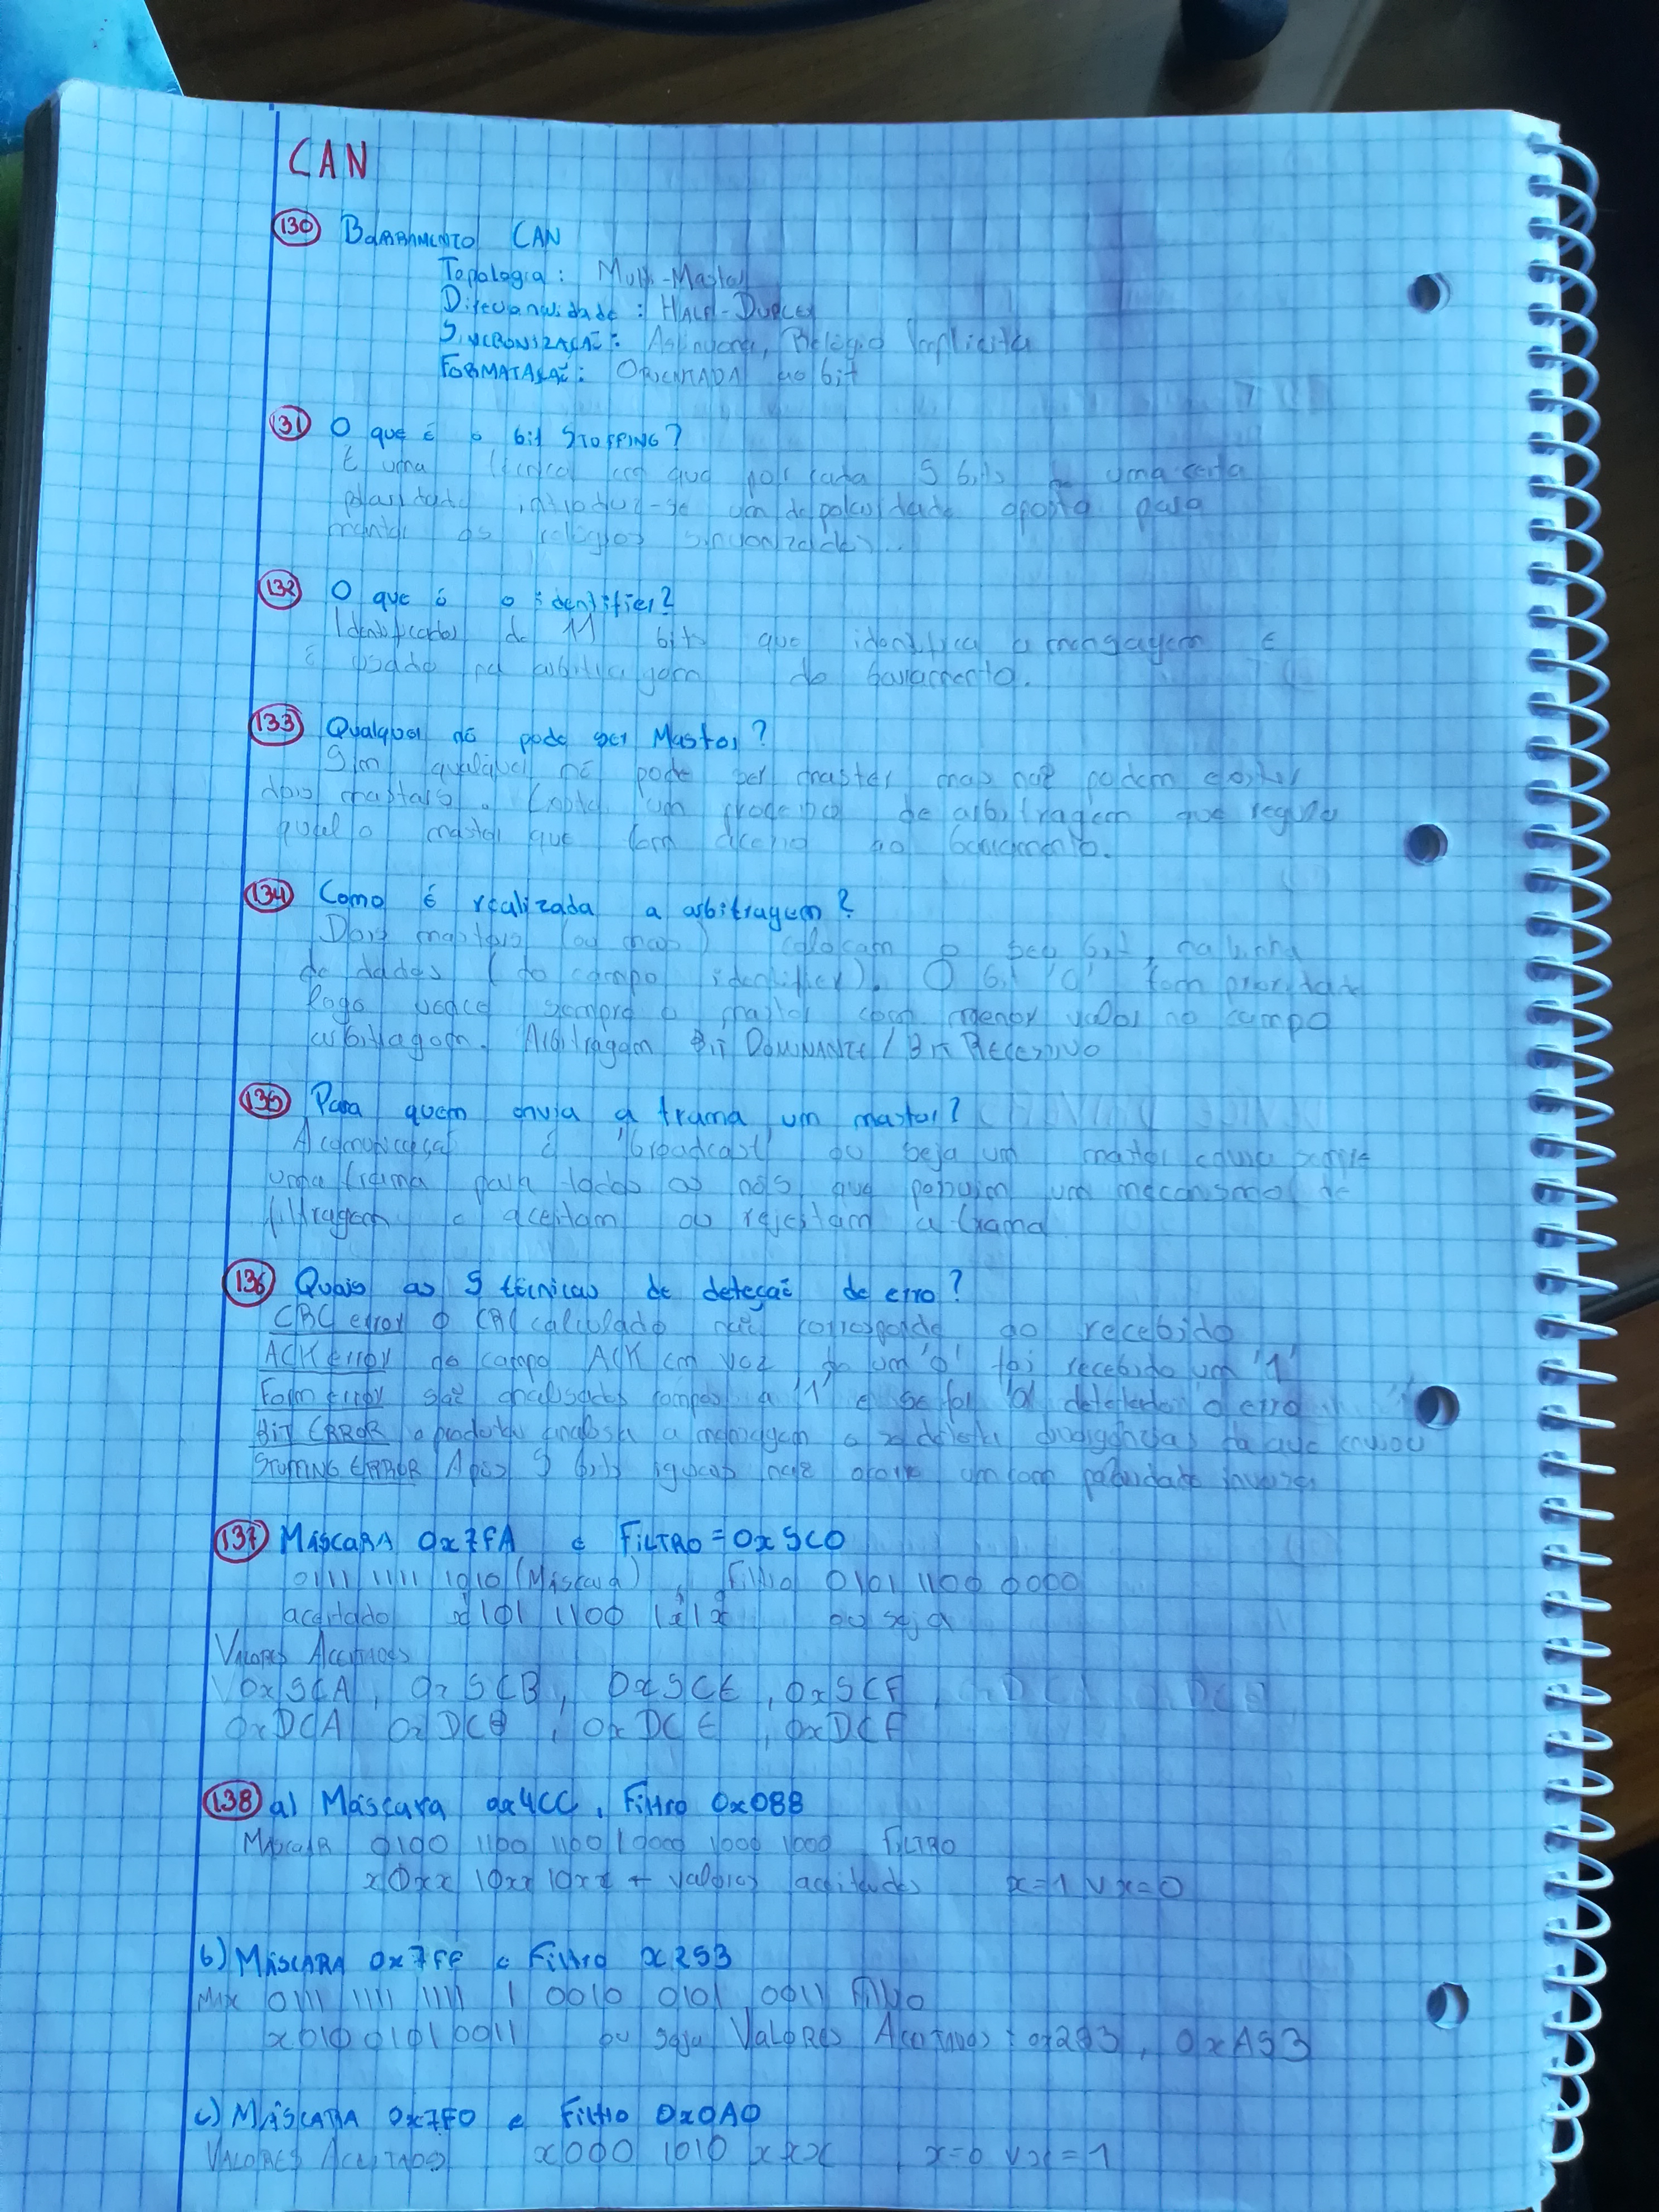 CAN
130 BARRAMENTO CAN
Topologia: Multi-Master
Direcionalidade: HALF-DUPLEX
SINCRONIZAÇÃO: Assíncrona, Relógio Implícito
FORMATAÇÃO: ORIENTADA ao bit
131 O que é o bit STUFFING?
É uma técnica em que por cada 5 bits de uma certa
polaridade introduz-se um de polaridade oposta para
manter os relógios sincronizados...
132 O que é o identifier?
Identificador de 11 bits que identifica a mensagem e
é usado na arbitragem do barramento.
133 Qualquer nó pode ser Master?
Sim qualquer nó pode ser master mas não podem existir
dois masters. Existe um processo de arbitragem que regula
qual o master que tem acesso ao barramento.
134 Como é realizada a arbitragem?
Dois masters (ou mais) colocam o seu bit, na linha
de dados (do campo identifier). O bit '0' tem prioridade
logo vence sempre o master com menor valor no campo
arbitragem. Arbitragem BIT DOMINANTE / BIT RECESSIVO
135 Para quem envia a trama um master?
A comunicação é 'broadcast' ou seja um master envia sempre
uma trama para todos os nós que possuem um mecanismo de
filtragem e aceitam ou rejeitam a trama
136 Quais as 5 técnicas de deteção de erro?
CRC error O CRC calculado não corresponde ao recebido
ACK error do campo ACK em vez de um '0' foi recebido um '1'
Form error são analisados campos a '1' e se for '0' detetado o erro
BIT ERROR o produtor analisa a mensagem e se deteta divergências da que enviou
STUFFING ERROR Após 5 bits iguais não ocorre um com polaridade inversa
137 MÁSCARA 0x7FA e FILTRO = 0x5C0
0111 1111 1010 (Máscara), Filtro 0101 1100 0000
aceitado x101 1100 1x1x ou seja
VALORES ACEITADOS
0x5CA, 0x5CB, 0x5CE, 0x5CF
0xDCA 0xDCB, 0xDCE, 0xDCF
138 a) Máscara 0x4CC, Filtro 0x088
MÁSCARA 0100 1100 1100 | 0000 1000 1000 FILTRO
x0xx 10xx 10xx + valores aceitados x=1 V x=0
b) MÁSCARA 0x7FF e Filtro x253
0111 1111 1111 | 0010 0101 0011 Filtro
x010 0101 0011 ou seja VALORES ACEITADOS: 0x253, 0xA53
c) MÁSCARA 0x7F0 e Filtro 0x0A0
VALORES ACEITADOS x000 1010 xxxx x=0 V x=1